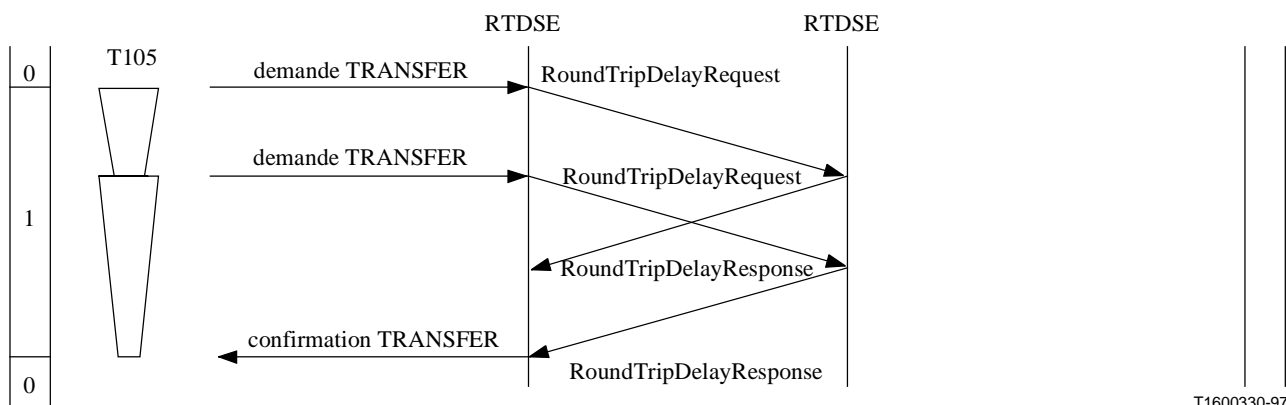 RTDSE RTDSE
T105
0
demande TRANSFER RoundTripDelayRequest
demande TRANSFER RoundTripDelayRequest
1
RoundTripDelayResponse
confirmation TRANSFER
RoundTripDelayResponse
0
T1600330-97